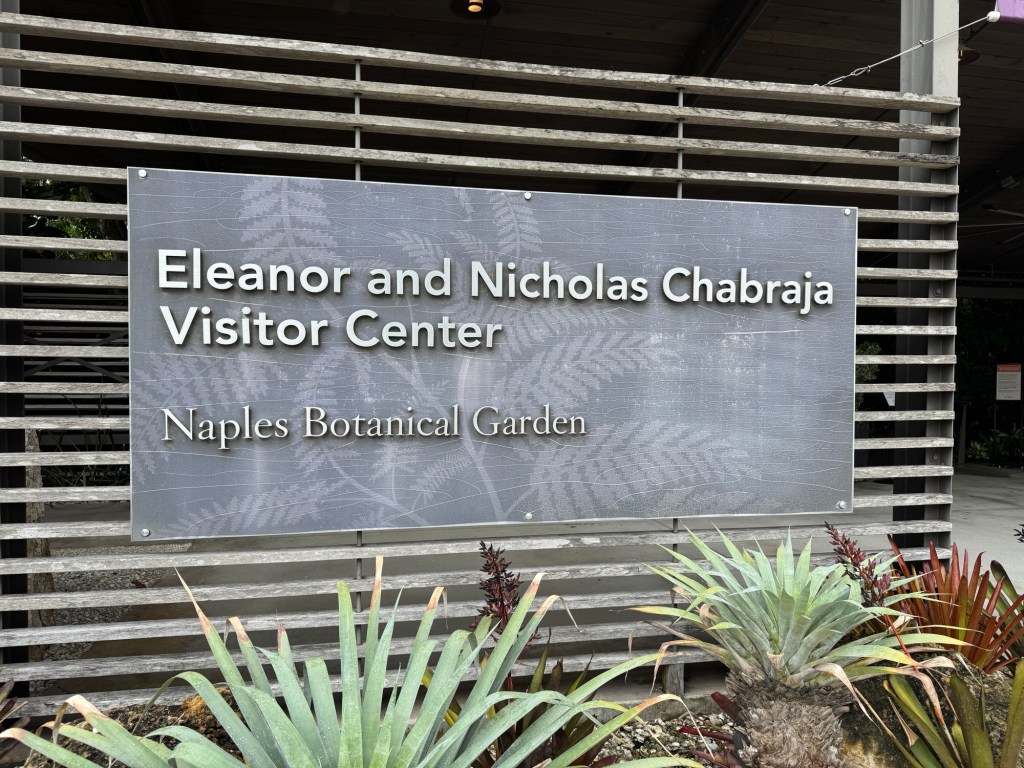 Eleanor and Nicholas Chabraja
Visitor Center
Naples Botanical Garden